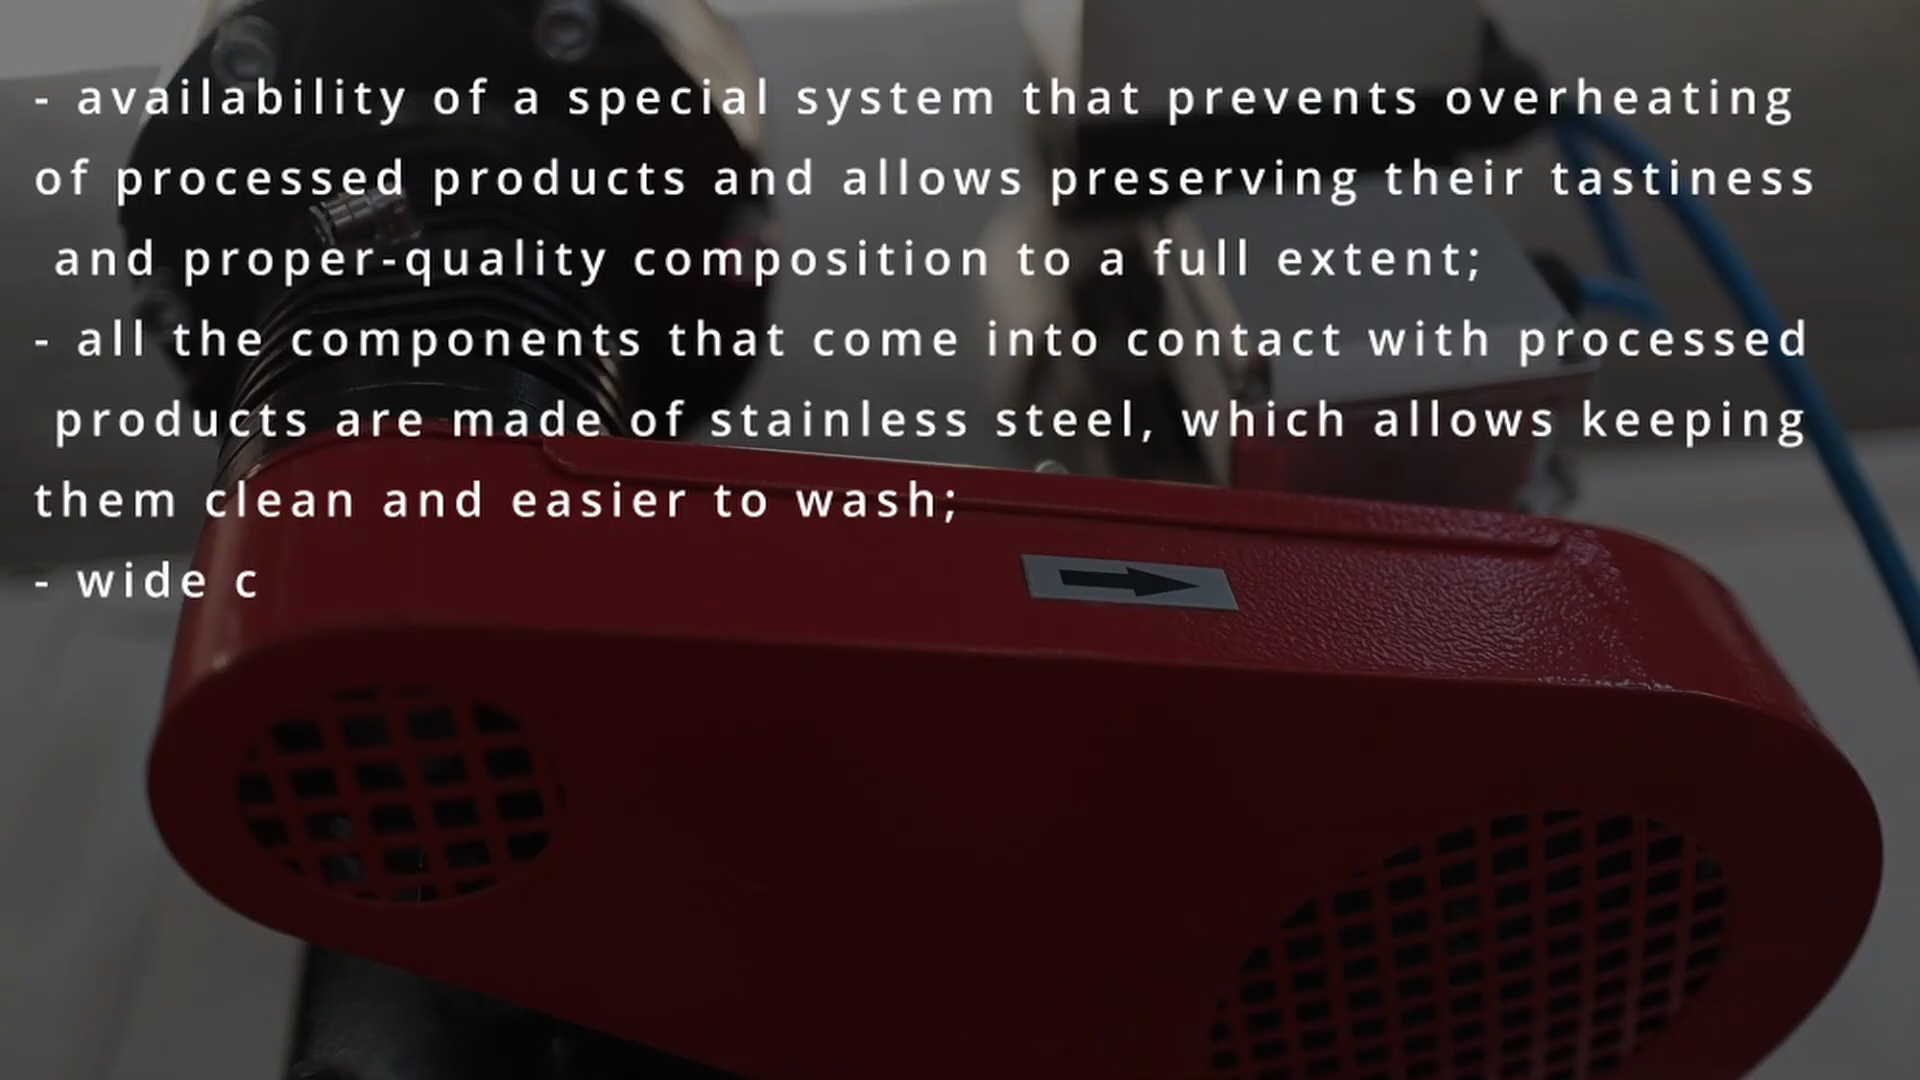 - availability of a special system that prevents overheating
of processed products and allows preserving their tastiness
and proper-quality composition to a full extent;
- all the components that come into contact with processed
products are made of stainless steel, which allows keeping
them clean and easier to wash;
- wide c